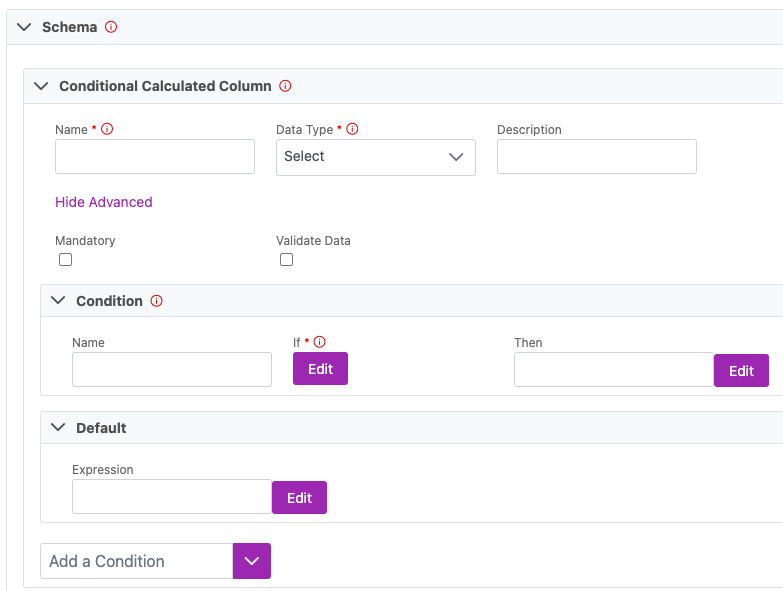 Schema
Conditional Calculated Column
Name * Data Type * Description
Select
Hide Advanced
Mandatory Validate Data
Condition
Name If * Then
Edit Edit
Default
Expression
Edit
Add a Condition